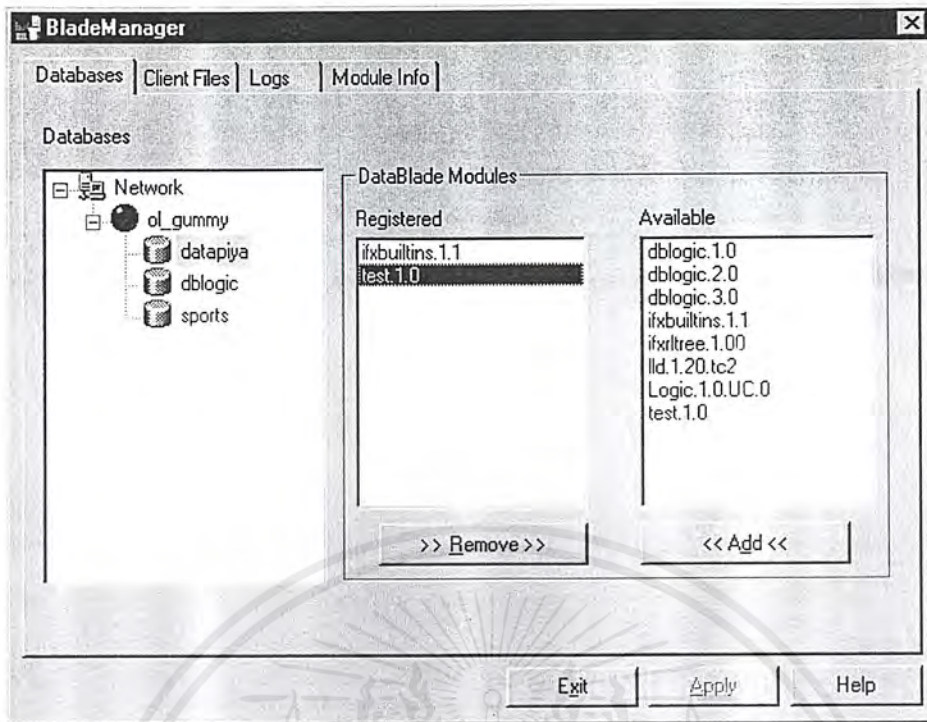 BladeManager
Databases Client Files Logs Module Info
Databases
Network
ol_gummy
datapiya
dblogic
sports
DataBlade Modules
Registered
ifxbuiltins.1.1
test.1.0
>> Remove >>
Available
dblogic.1.0
dblogic.2.0
dblogic.3.0
ifxbuiltins.1.1
ifxrltree.1.00
lld.1.20.tc2
Logic.1.0.UC.0
test.1.0
<< Add <<
Exit Apply Help